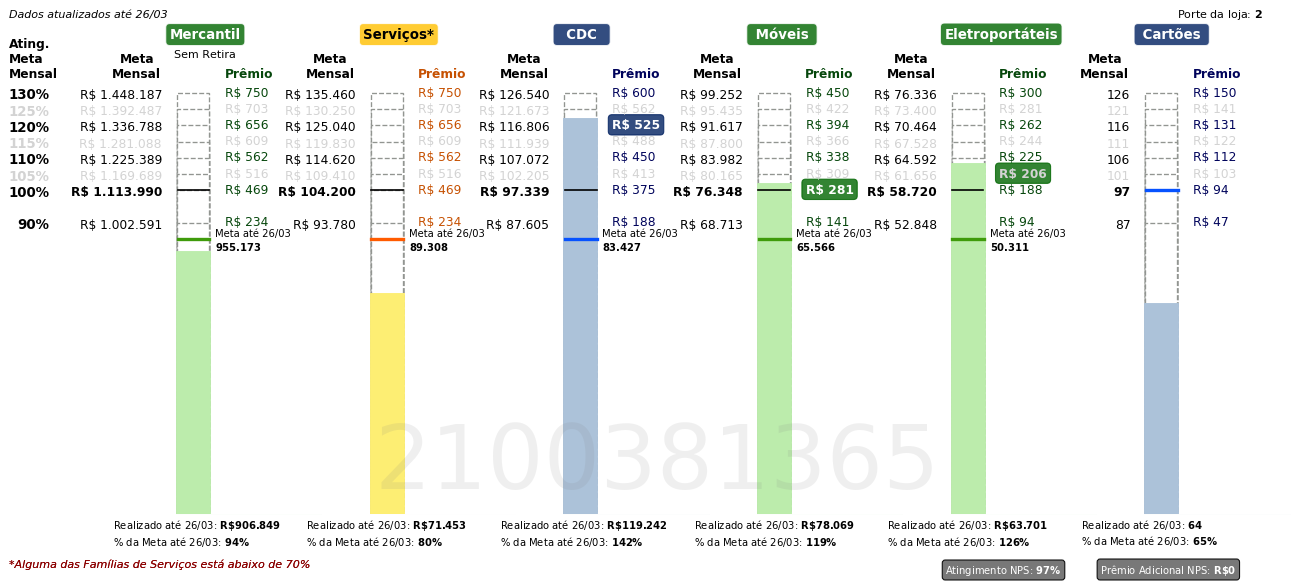 Dados atualizados até 26/03 Porte da loja: 2
Mercantil Serviços* CDC Móveis Eletroportáteis Cartões
Sem Retira
Ating. Meta Mensal Meta Mensal Prêmio Meta Mensal Prêmio Meta Mensal Prêmio Meta Mensal Prêmio Meta Mensal Prêmio Meta Mensal Prêmio
130% R$ 1.448.187 R$ 750 R$ 135.460 R$ 750 R$ 126.540 R$ 600 R$ 99.252 R$ 450 R$ 76.336 R$ 300 126 R$ 150
125% R$ 1.392.487 R$ 703 R$ 130.250 R$ 703 R$ 121.673 R$ 562 R$ 95.435 R$ 422 R$ 73.400 R$ 281 121 R$ 141
120% R$ 1.336.788 R$ 656 R$ 125.040 R$ 656 R$ 116.806 R$ 525 R$ 91.617 R$ 394 R$ 70.464 R$ 262 116 R$ 131
115% R$ 1.281.088 R$ 609 R$ 119.830 R$ 609 R$ 111.939 R$ 488 R$ 87.800 R$ 366 R$ 67.528 R$ 244 111 R$ 122
110% R$ 1.225.389 R$ 562 R$ 114.620 R$ 562 R$ 107.072 R$ 450 R$ 83.982 R$ 338 R$ 64.592 R$ 225 106 R$ 112
105% R$ 1.169.689 R$ 516 R$ 109.410 R$ 516 R$ 102.205 R$ 413 R$ 80.165 R$ 309 R$ 61.656 R$ 206 101 R$ 103
100% R$ 1.113.990 R$ 469 R$ 104.200 R$ 469 R$ 97.339 R$ 375 R$ 76.348 R$ 281 R$ 58.720 R$ 188 97 R$ 94
90% R$ 1.002.591 R$ 234 R$ 93.780 R$ 234 R$ 87.605 R$ 188 R$ 68.713 R$ 141 R$ 52.848 R$ 94 87 R$ 47
Meta até 26/03 Meta até 26/03 Meta até 26/03 Meta até 26/03 Meta até 26/03
955.173 89.308 83.427 65.566 50.311
2100381365
Realizado até 26/03: R$906.849 Realizado até 26/03: R$71.453 Realizado até 26/03: R$119.242 Realizado até 26/03: R$78.069 Realizado até 26/03: R$63.701 Realizado até 26/03: 64
% da Meta até 26/03: 94% % da Meta até 26/03: 80% % da Meta até 26/03: 142% % da Meta até 26/03: 119% % da Meta até 26/03: 126% % da Meta até 26/03: 65%
*Alguma das Famílias de Serviços está abaixo de 70% Atingimento NPS: 97% Prêmio Adicional NPS: R$0